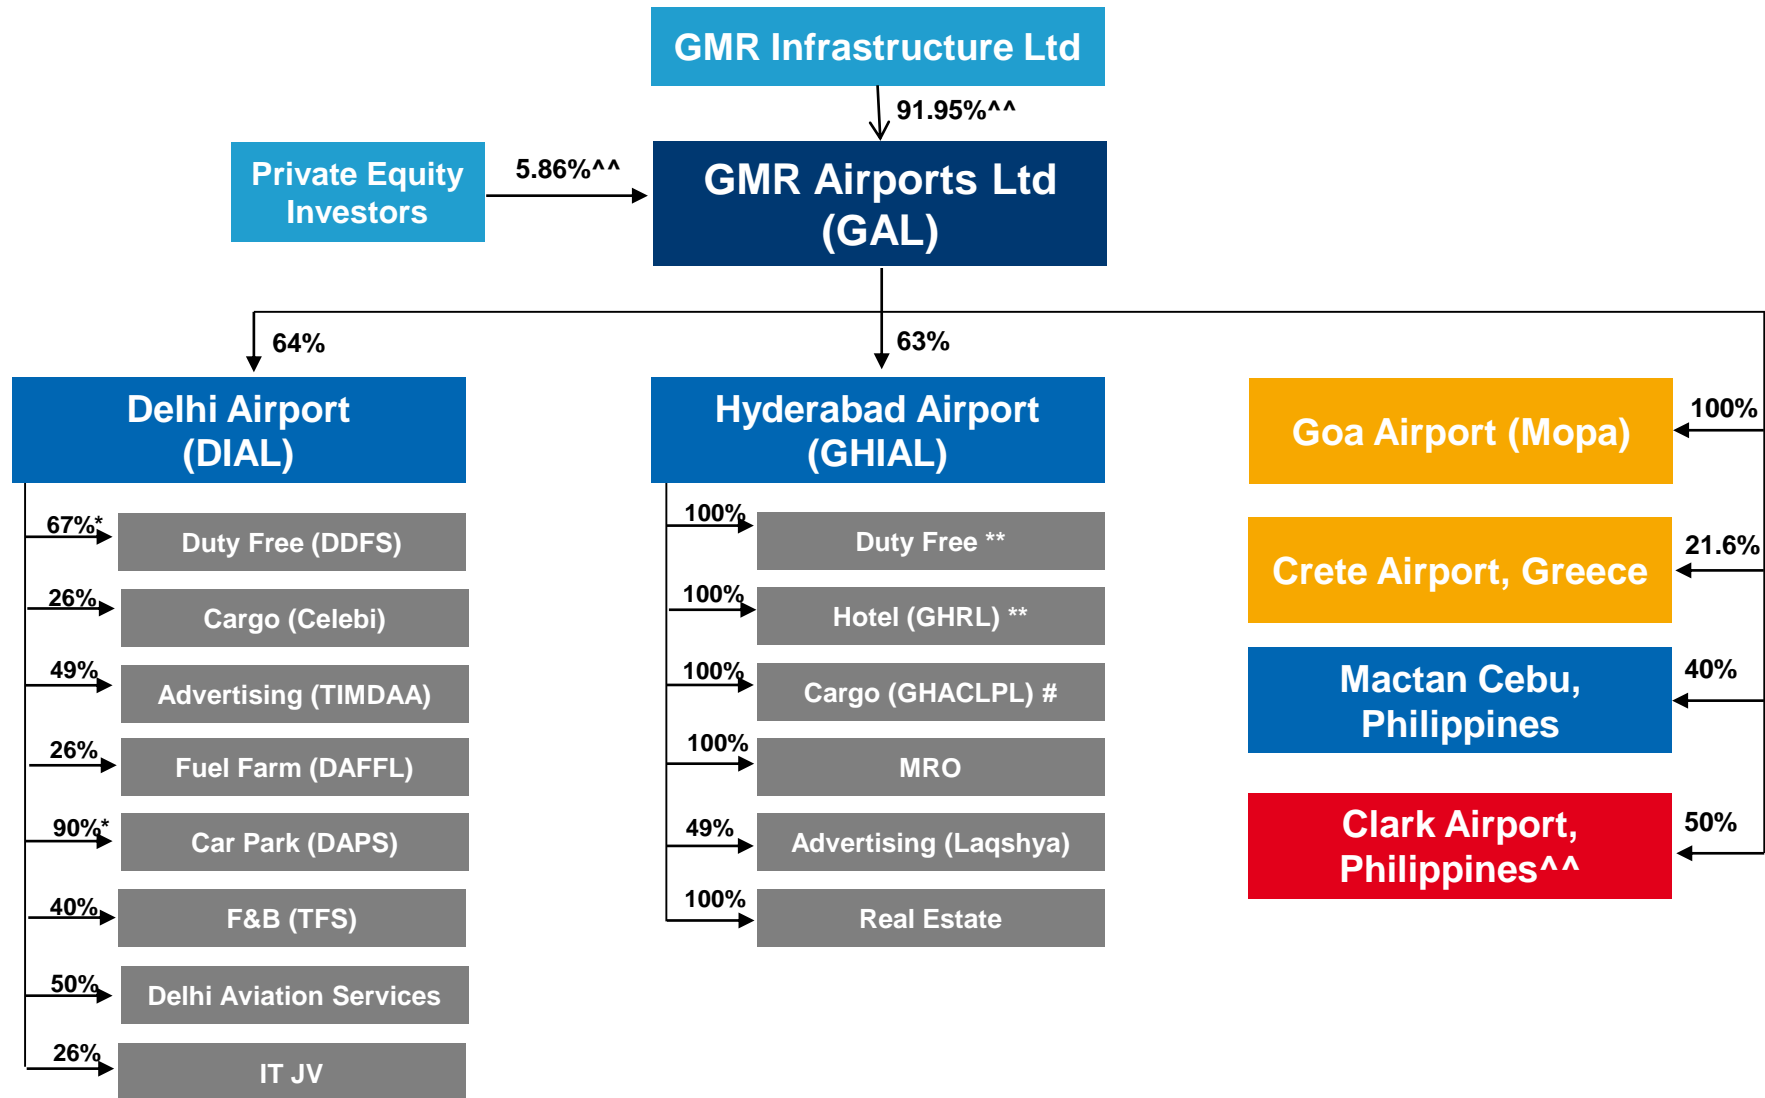 GMR Infrastructure Ltd
91.95%^^
Private Equity
Investors
5.86%^^
GMR Airports Ltd
(GAL)
64%
63%
Delhi Airport
(DIAL)
67%*
Duty Free (DDFS)
26%
Cargo (Celebi)
49%
Advertising (TIMDAA)
26%
Fuel Farm (DAFFL)
90%*
Car Park (DAPS)
40%
F&B (TFS)
50%
Delhi Aviation Services
26%
IT JV
Hyderabad Airport
(GHIAL)
100%
Duty Free **
100%
Hotel (GHRL) **
100%
Cargo (GHACLPL) #
100%
MRO
49%
Advertising (Laqshya)
100%
Real Estate
Goa Airport (Mopa)
100%
Crete Airport, Greece
21.6%
Mactan Cebu,
Philippines
40%
Clark Airport,
Philippines^^
50%